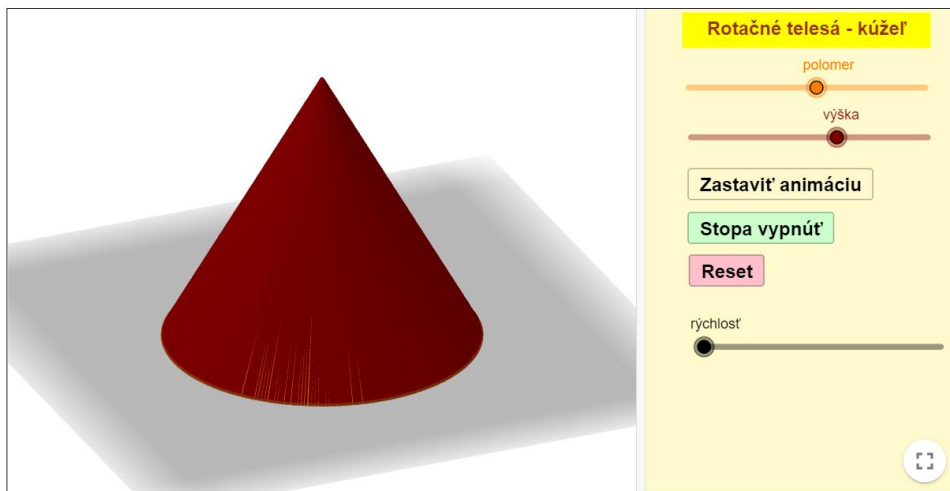 Rotačné telesá - kúžeľ
polomer
výška
Zastaviť animáciu
Stopa vypnúť
Reset
rýchlosť